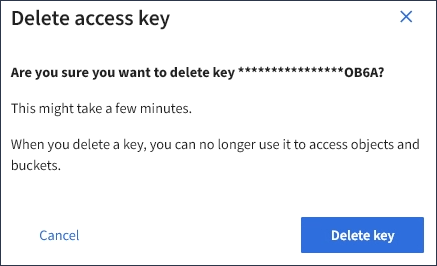 Delete access key
Are you sure you want to delete key ****************OB6A?
This might take a few minutes.
When you delete a key, you can no longer use it to access objects and
buckets.
Cancel
Delete key